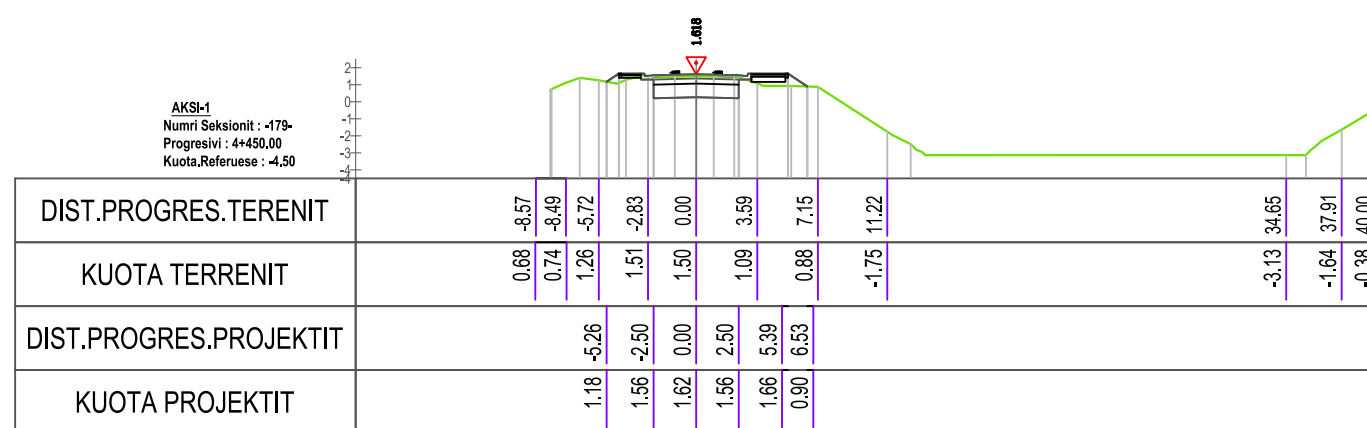 1.618
2
1
0
-1
-2
-3
-4
-4
AKSI-1
Numri Seksionit : -179-
Progresivi : 4+450.00
Kuota.Referuese : -4.50
DIST.PROGRES.TERENIT -8.57 -8.49 -5.72 -2.83 0.00 3.59 7.15 11.22 34.65 37.91 40.00
KUOTA TERRENIT 0.68 0.74 1.26 1.51 1.50 1.09 0.88 -1.75 -3.13 -1.64 -0.38
DIST.PROGRES.PROJEKTIT -5.26 -2.50 0.00 2.50 5.39 6.53
KUOTA PROJEKTIT 1.18 1.56 1.62 1.56 1.66 0.90